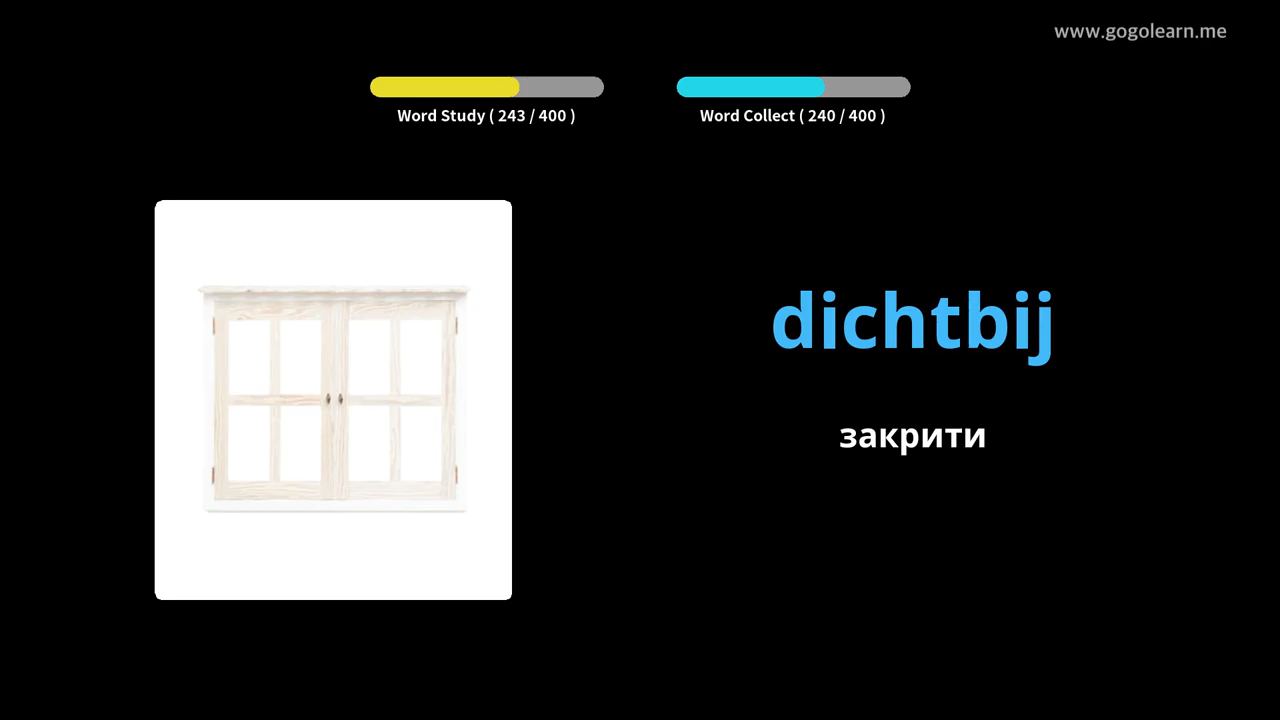 www.gogolearn.me
Word Study ( 243 / 400 )
Word Collect ( 240 / 400 )
dichtbij
закрити